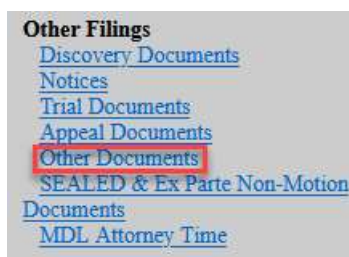 Other Filings
Discovery Documents
Notices
Trial Documents
Appeal Documents
Other Documents
SEALED & Ex Parte Non-Motion
Documents
MDL Attorney Time